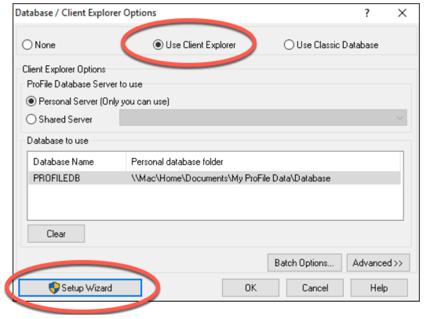 Database / Client Explorer Options ? X
None Use Client Explorer Use Classic Database
Client Explorer Options
ProFile Database Server to use
Personal Server (Only you can use)
Shared Server
Database to use
Database Name Personal database folder
PROFILEDB \\Mac\Home\Documents\My ProFile Data\Database
Clear
Batch Options... Advanced >>
Setup Wizard OK Cancel Help